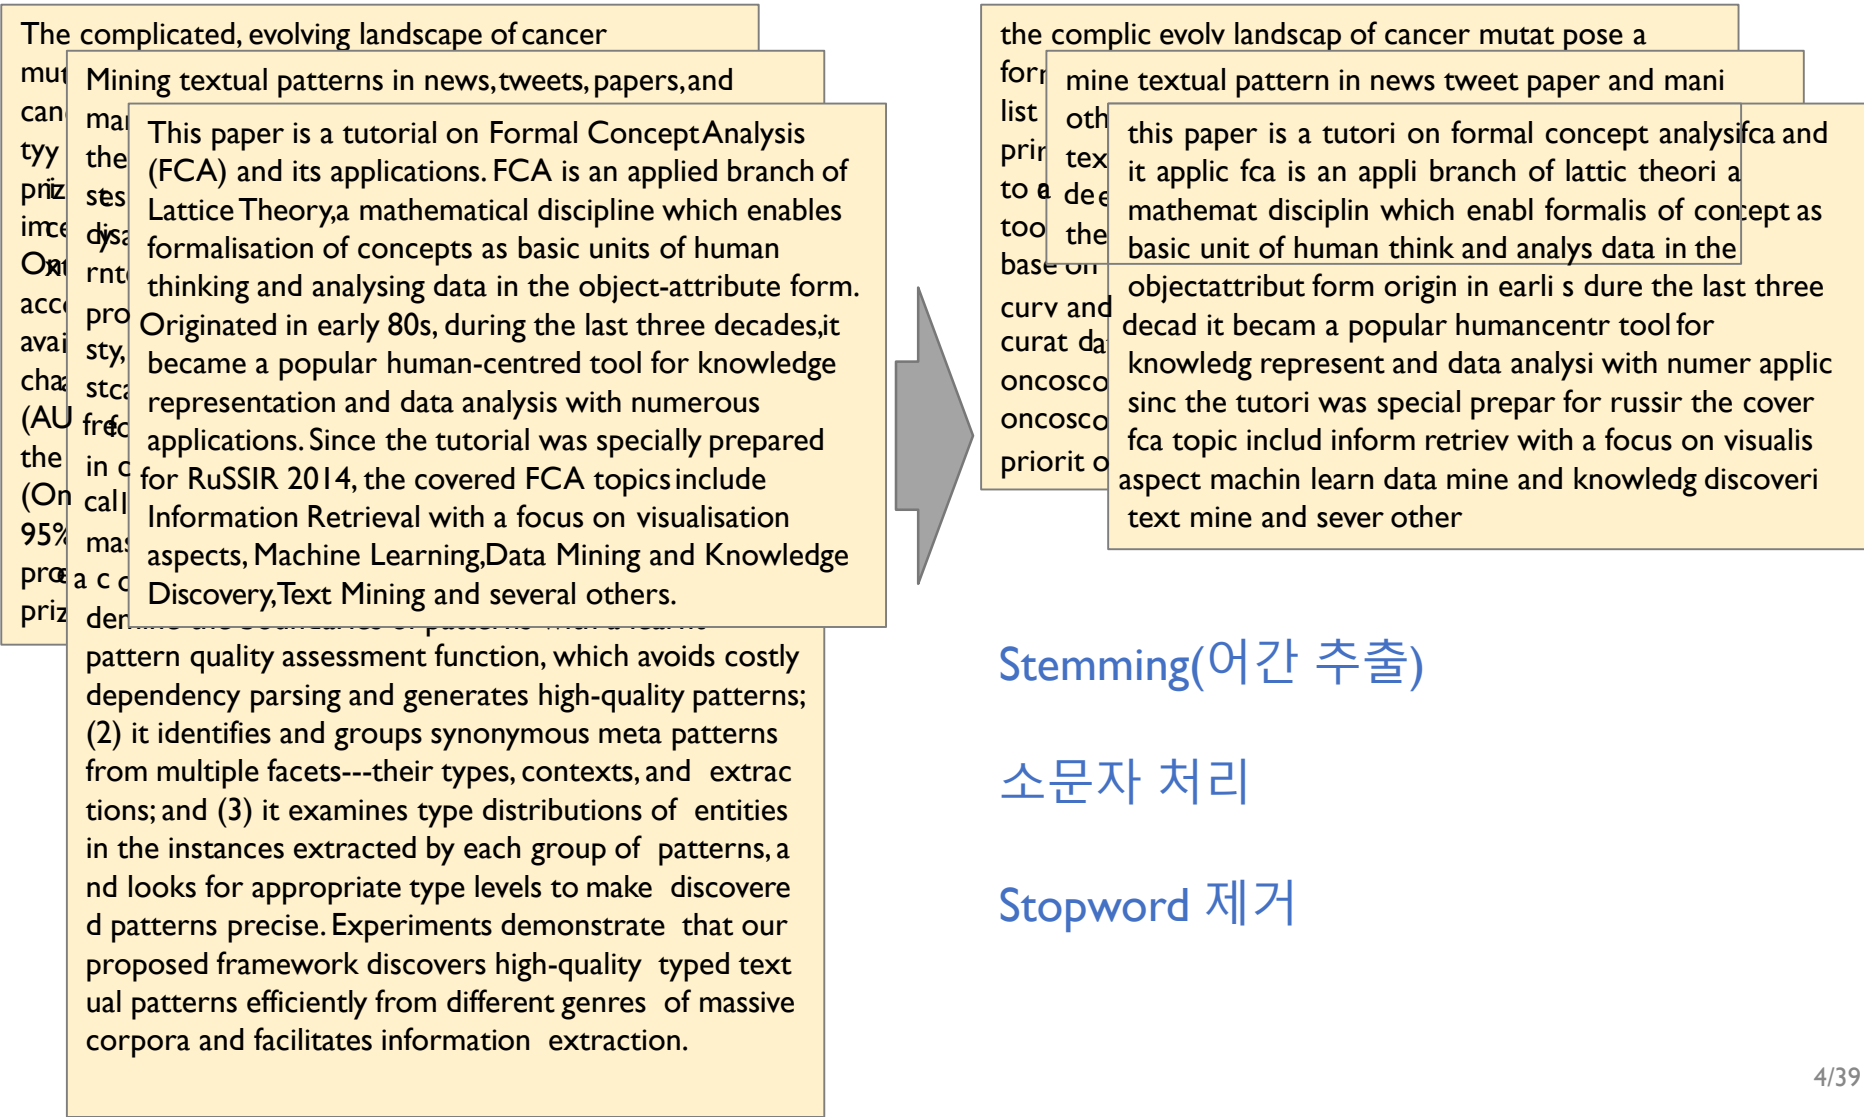 The complicated, evolving landscape of cancer
Mining textual patterns in news, tweets, papers, and
This paper is a tutorial on Formal Concept Analysis
(FCA) and its applications. FCA is an applied branch of
Lattice Theory,a mathematical discipline which enables
formalisation of concepts as basic units of human
thinking and analysing data in the object-attribute form.
Originated in early 80s, during the last three decades,it
became a popular human-centred tool for knowledge
representation and data analysis with numerous
applications. Since the tutorial was specially prepared
for RuSSIR 2014, the covered FCA topics include
Information Retrieval with a focus on visualisation
aspects, Machine Learning,Data Mining and Knowledge
Discovery,Text Mining and several others.
pattern quality assessment function, which avoids costly
dependency parsing and generates high-quality patterns;
(2) it identifies and groups synonymous meta patterns
from multiple facets---their types, contexts, and extrac
tions; and (3) it examines type distributions of entities
in the instances extracted by each group of patterns, a
nd looks for appropriate type levels to make discovere
d patterns precise. Experiments demonstrate that our
proposed framework discovers high-quality typed text
ual patterns efficiently from different genres of massive
corpora and facilitates information extraction.
the complic evolv landscap of cancer mutat pose a
mine textual pattern in news tweet paper and mani
list
to a
the
base on
curv and
curat da
oncosco
oncosco
priorit o
this paper is a tutori on formal concept analysifca and
it applic fca is an appli branch of lattic theori a
mathemat disciplin which enabl formalis of concept as
basic unit of human think and analys data in the
objectattribut form origin in earli s dure the last three
decad it becam a popular humancentr tool for
knowledg represent and data analysi with numer applic
sinc the tutori was special prepar for russir the cover
fca topic includ inform retriev with a focus on visualis
aspect machin learn data mine and knowledg discoveri
text mine and sever other
Stemming(어간 추출)
소문자 처리
Stopword 제거
4/39